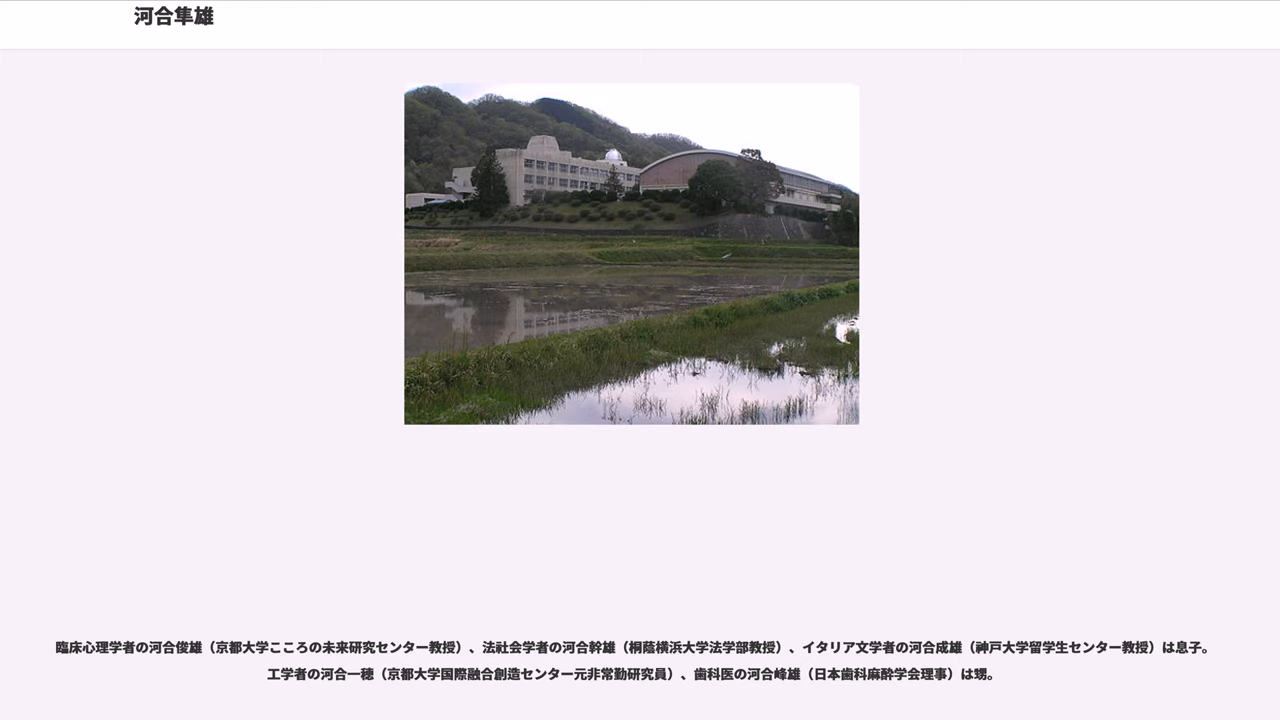 河合隼雄
臨床心理学者の河合俊雄（京都大学こころの未来研究センター教授）、法社会学者の河合幹雄（桐蔭横浜大学法学部教授）、イタリア文学者の河合成雄（神戸大学留学生センター教授）は息子。
工学者の河合一穂（京都大学国際融合創造センター元非常勤研究員）、歯科医の河合峰雄（日本歯科麻酔学会理事）は甥。